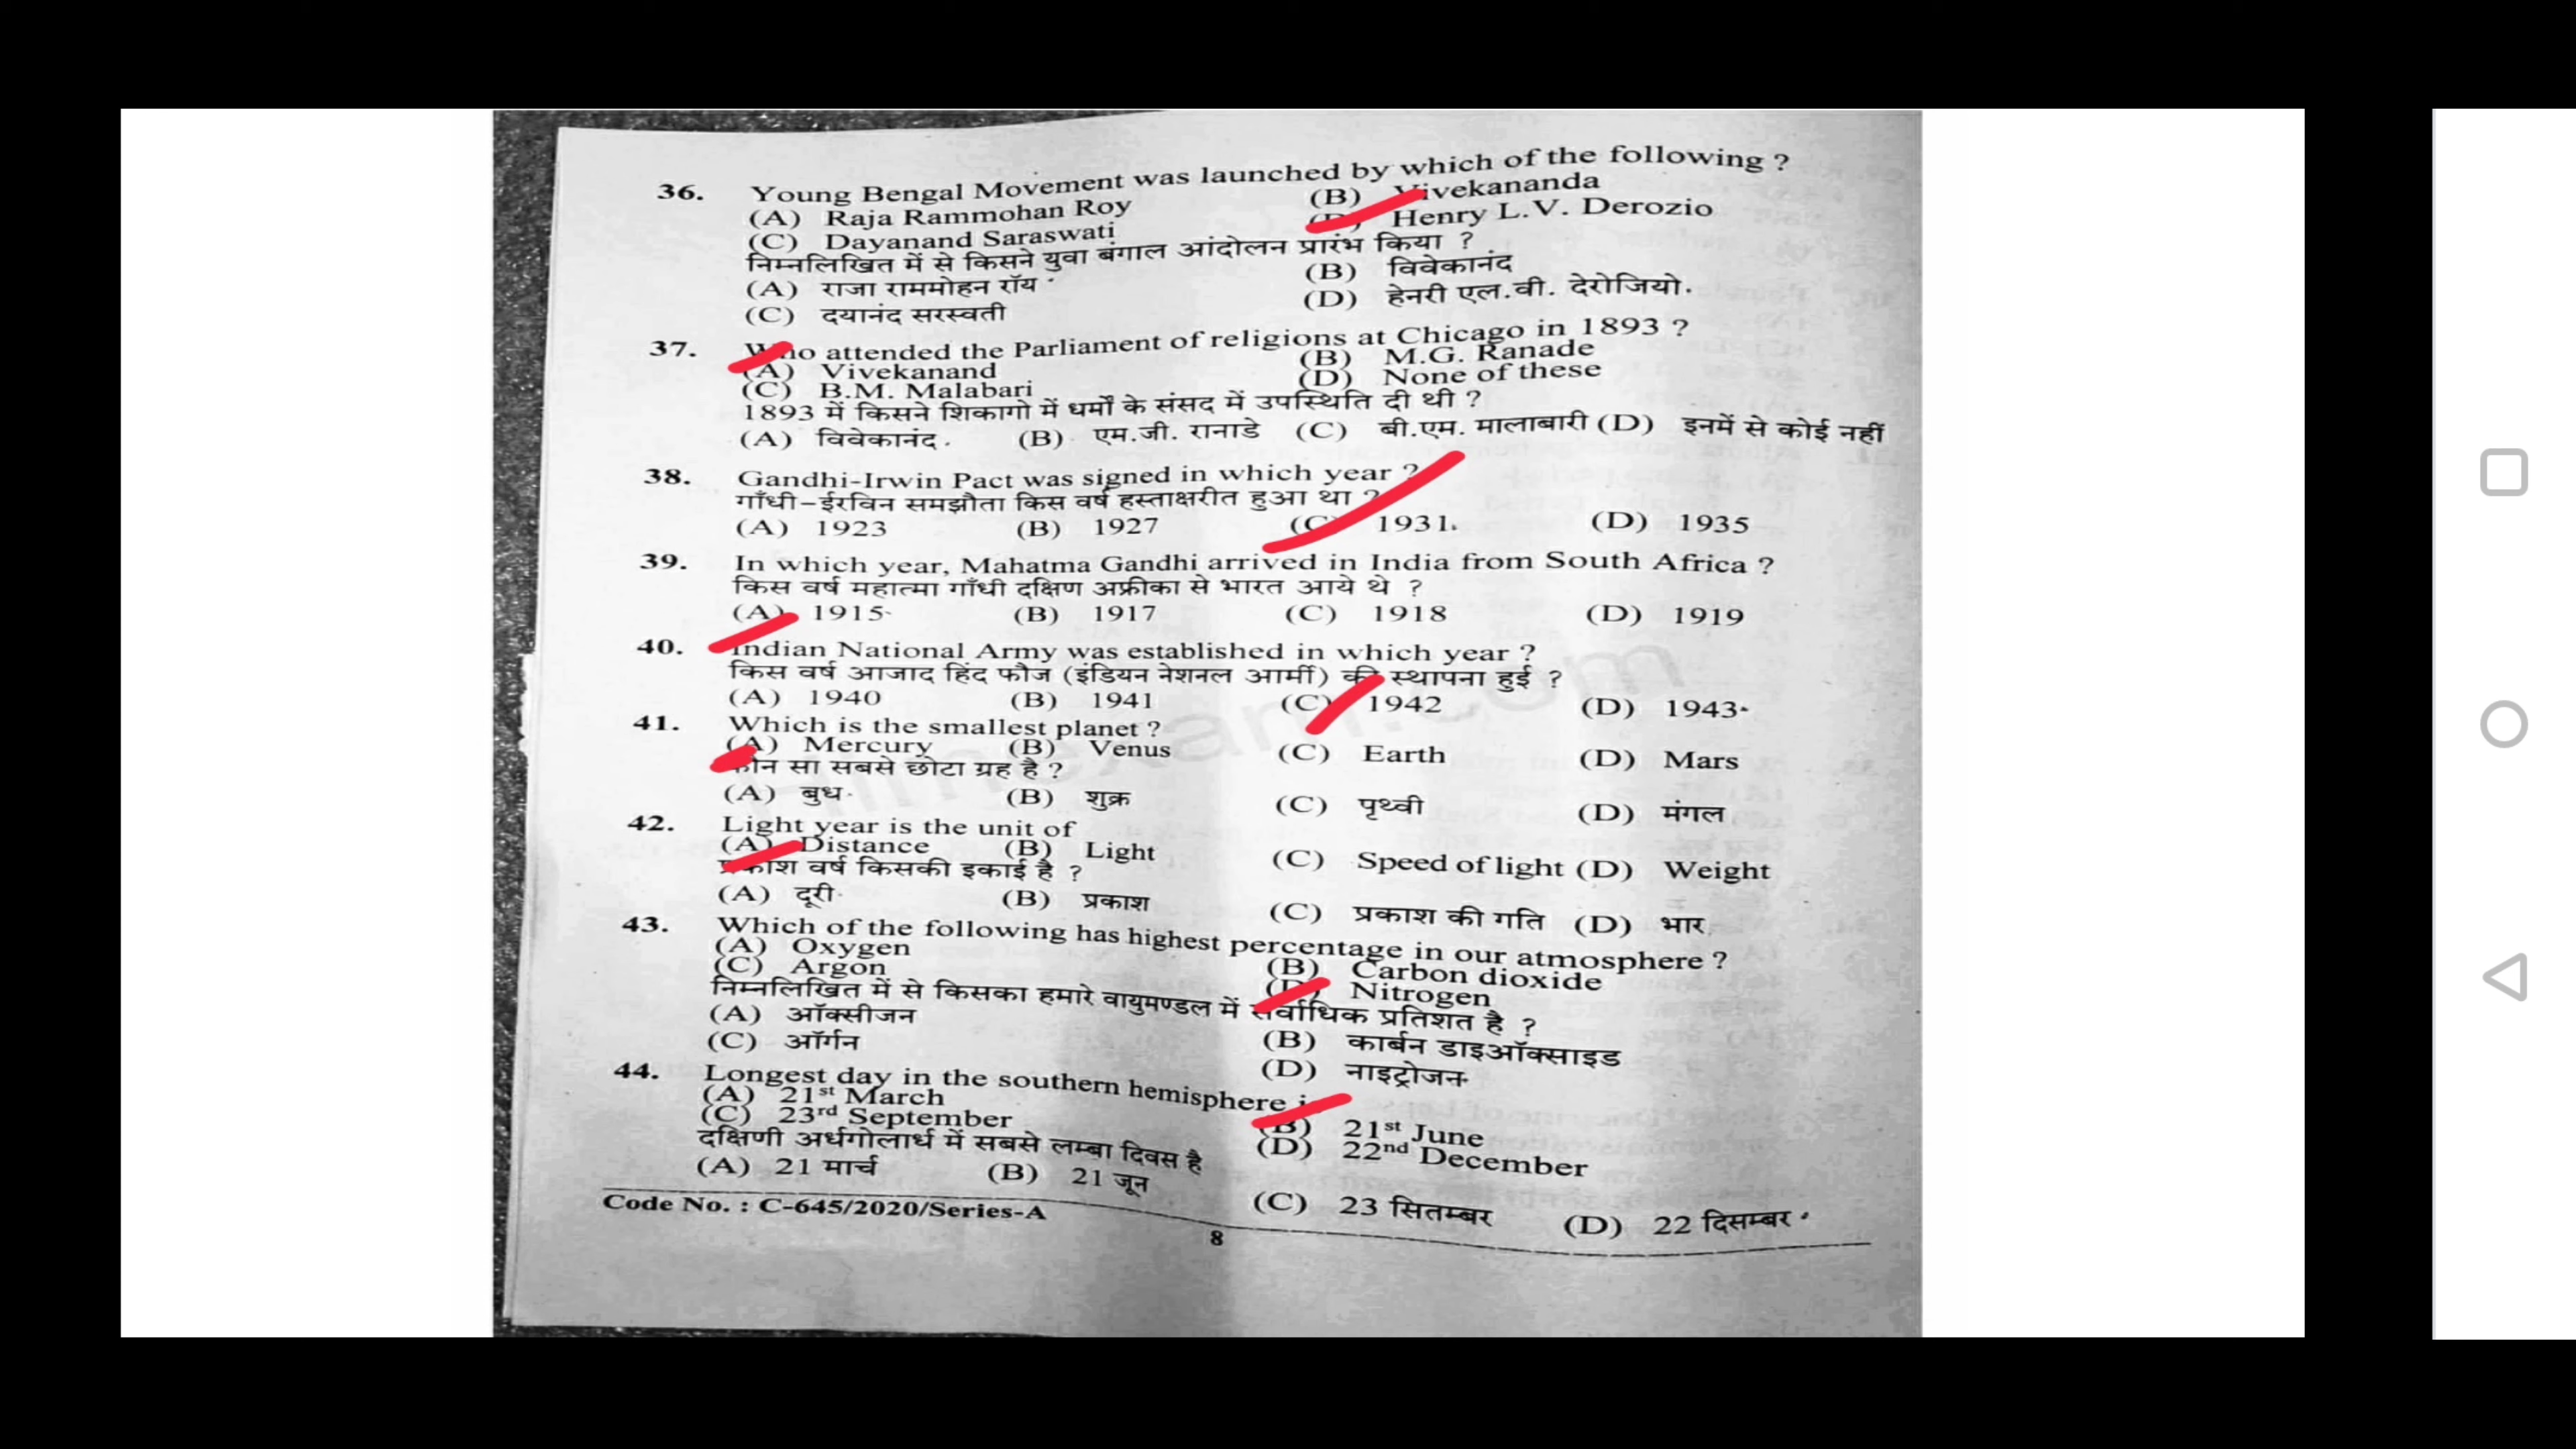 36. Young Bengal Movement was launched by which of the following ?
(A) Raja Rammohan Roy (B) Vivekananda
(C) Dayanand Saraswati (D) Henry L.V. Derozio
निम्नलिखित में से किसने युवा बंगाल आंदोलन प्रारंभ किया ?
(A) राजा राममोहन रॉय (B) विवेकानंद
(C) दयानंद सरस्वती (D) हेनरी एल.वी. देरोजियो.
37. Who attended the Parliament of religions at Chicago in 1893 ?
(A) Vivekanand (B) M.G. Ranade
(C) B.M. Malabari (D) None of these
1893 में किसने शिकागो में धर्मों के संसद में उपस्थिति दी थी ?
(A) विवेकानंद . (B) एम.जी. रानाडे (C) बी.एम. मालाबारी (D) इनमें से कोई नहीं
38. Gandhi-Irwin Pact was signed in which year ?
गाँधी-ईरविन समझौता किस वर्ष हस्ताक्षरीत हुआ था ?
(A) 1923 (B) 1927 (C) 1931. (D) 1935
39. In which year, Mahatma Gandhi arrived in India from South Africa ?
किस वर्ष महात्मा गाँधी दक्षिण अफ्रीका से भारत आये थे ?
(A) 1915 (B) 1917 (C) 1918 (D) 1919
40. Indian National Army was established in which year ?
किस वर्ष आजाद हिंद फौज (इंडियन नेशनल आर्मी) की स्थापना हुई ?
(A) 1940 (B) 1941 (C) 1942 (D) 1943
41. Which is the smallest planet ?
(A) Mercury (B) Venus (C) Earth (D) Mars
कौन सा सबसे छोटा ग्रह है ?
(A) बुध (B) शुक्र (C) पृथ्वी (D) मंगल
42. Light year is the unit of
(A) Distance (B) Light (C) Speed of light (D) Weight
प्रकाश वर्ष किसकी इकाई है ?
(A) दूरी (B) प्रकाश (C) प्रकाश की गति (D) भार
43. Which of the following has highest percentage in our atmosphere ?
(A) Oxygen (B) Carbon dioxide
(C) Argon (D) Nitrogen
निम्नलिखित में से किसका हमारे वायुमण्डल में सर्वाधिक प्रतिशत है ?
(A) ऑक्सीजन (B) कार्बन डाइऑक्साइड
(C) ऑर्गन (D) नाइट्रोजन
44. Longest day in the southern hemisphere is
(A) 21st March (B) 21st June
(C) 23rd September (D) 22nd December
दक्षिणी अर्धगोलार्ध में सबसे लम्बा दिवस है
(A) 21 मार्च (B) 21 जून (C) 23 सितम्बर (D) 22 दिसम्बर
Code No. : C-645/2020/Series-A
8